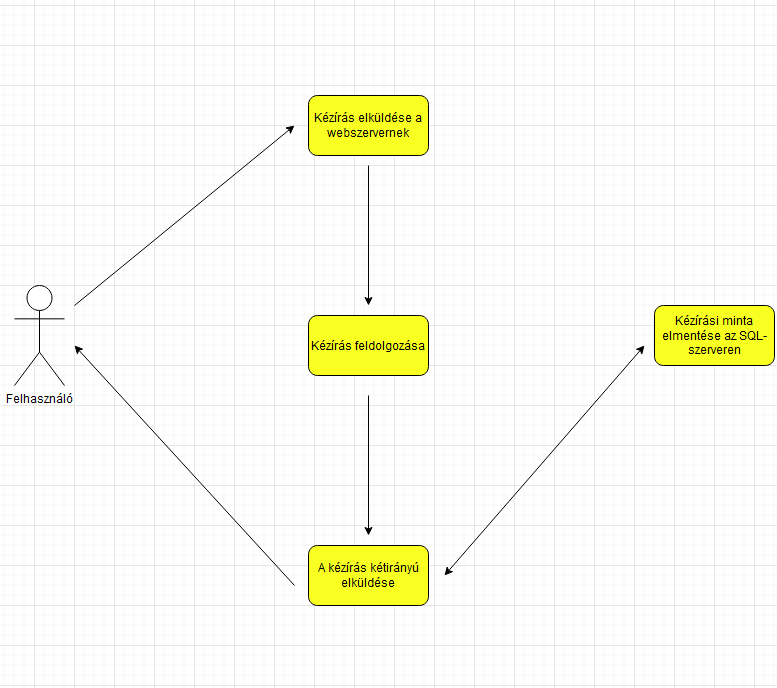 Kézírás elküldése a
webszervernek
Felhasználó
Kézírás feldolgozása
Kézírási minta
elmentése az SQL-
szerveren
A kézírás kétirányú
elküldése